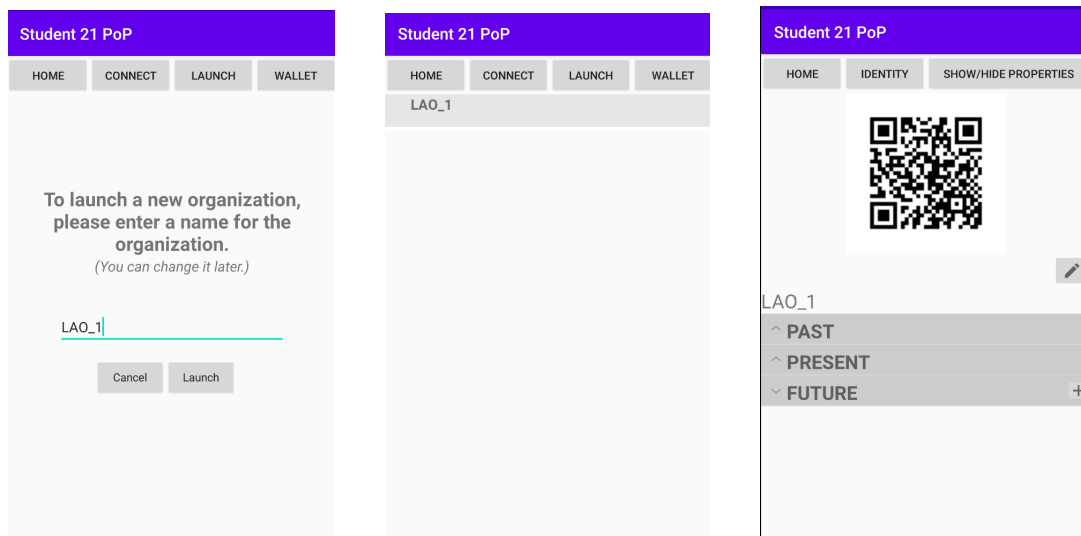 Student 21 PoP
HOME CONNECT LAUNCH WALLET
To launch a new organization,
please enter a name for the
organization.
(You can change it later.)
LAO_1
Cancel Launch
Student 21 PoP
HOME CONNECT LAUNCH WALLET
LAO_1
Student 21 PoP
HOME IDENTITY SHOW/HIDE PROPERTIES
LAO_1
PAST
PRESENT
FUTURE +